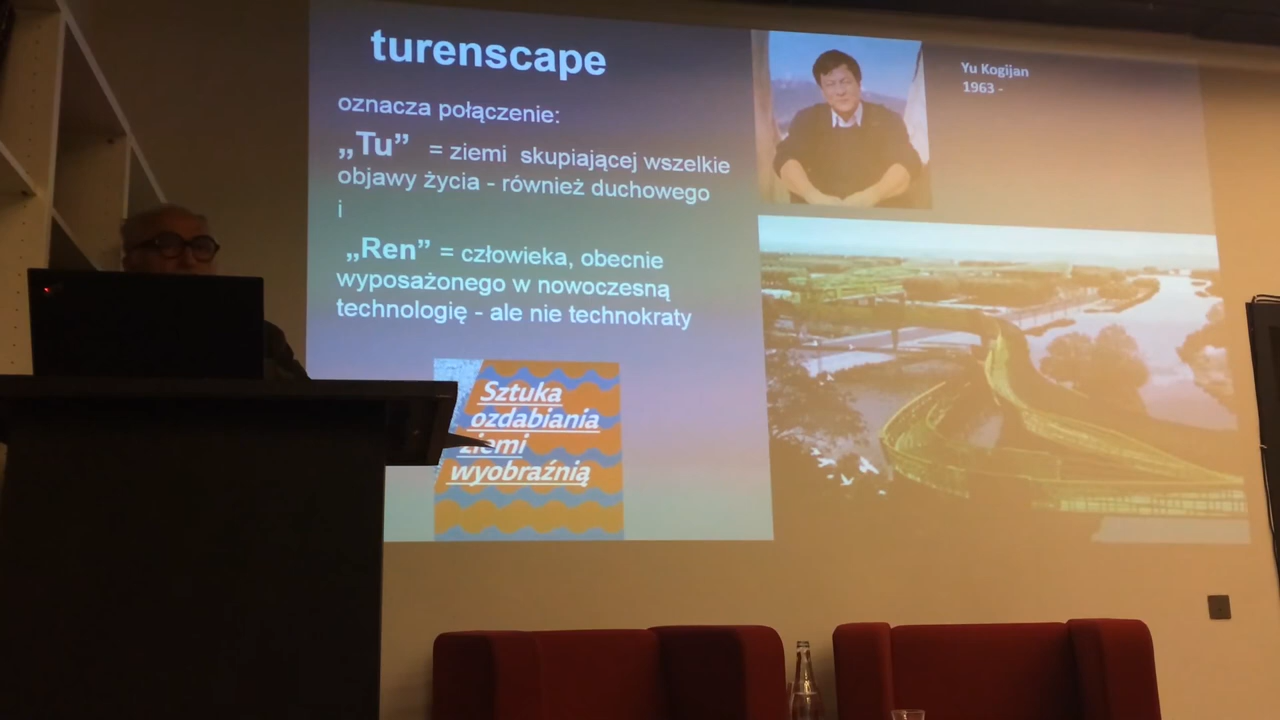 turenscape
oznacza połączenie:
„Tu” = ziemi skupiającej wszelkie
objawy życia - również duchowego
i
„Ren” = człowieka, obecnie
wyposażonego w nowoczesną
technologię - ale nie technokraty
Sztuka
ozdabiania
ziemi
wyobraźnią
Yu Kogijan
1963 -